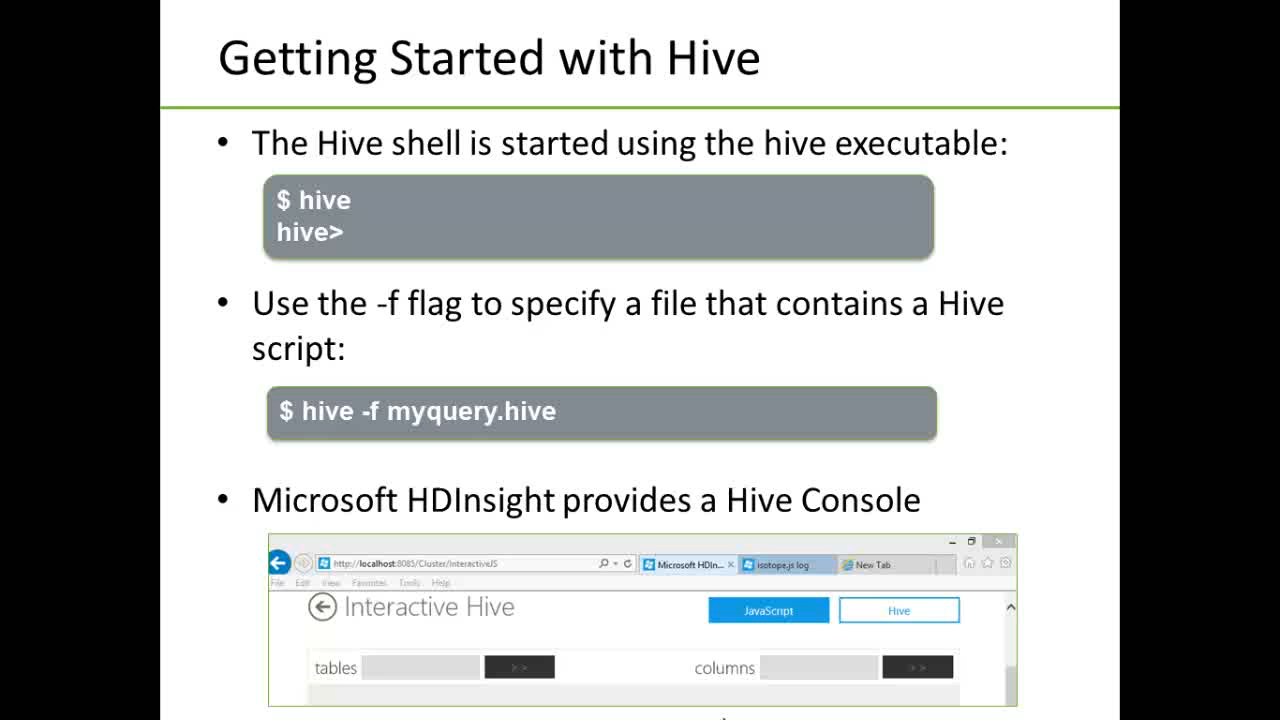 Getting Started with Hive
• The Hive shell is started using the hive executable:
$ hive
hive>
• Use the -f flag to specify a file that contains a Hive
script:
$ hive -f myquery.hive
• Microsoft HDInsight provides a Hive Console
http://localhost:8085/Cluster/InteractiveJS
Microsoft HDIn... × isotope.js log New Tab
File Edit View Favorites Tools Help
Interactive Hive JavaScript Hive
tables >> columns >>